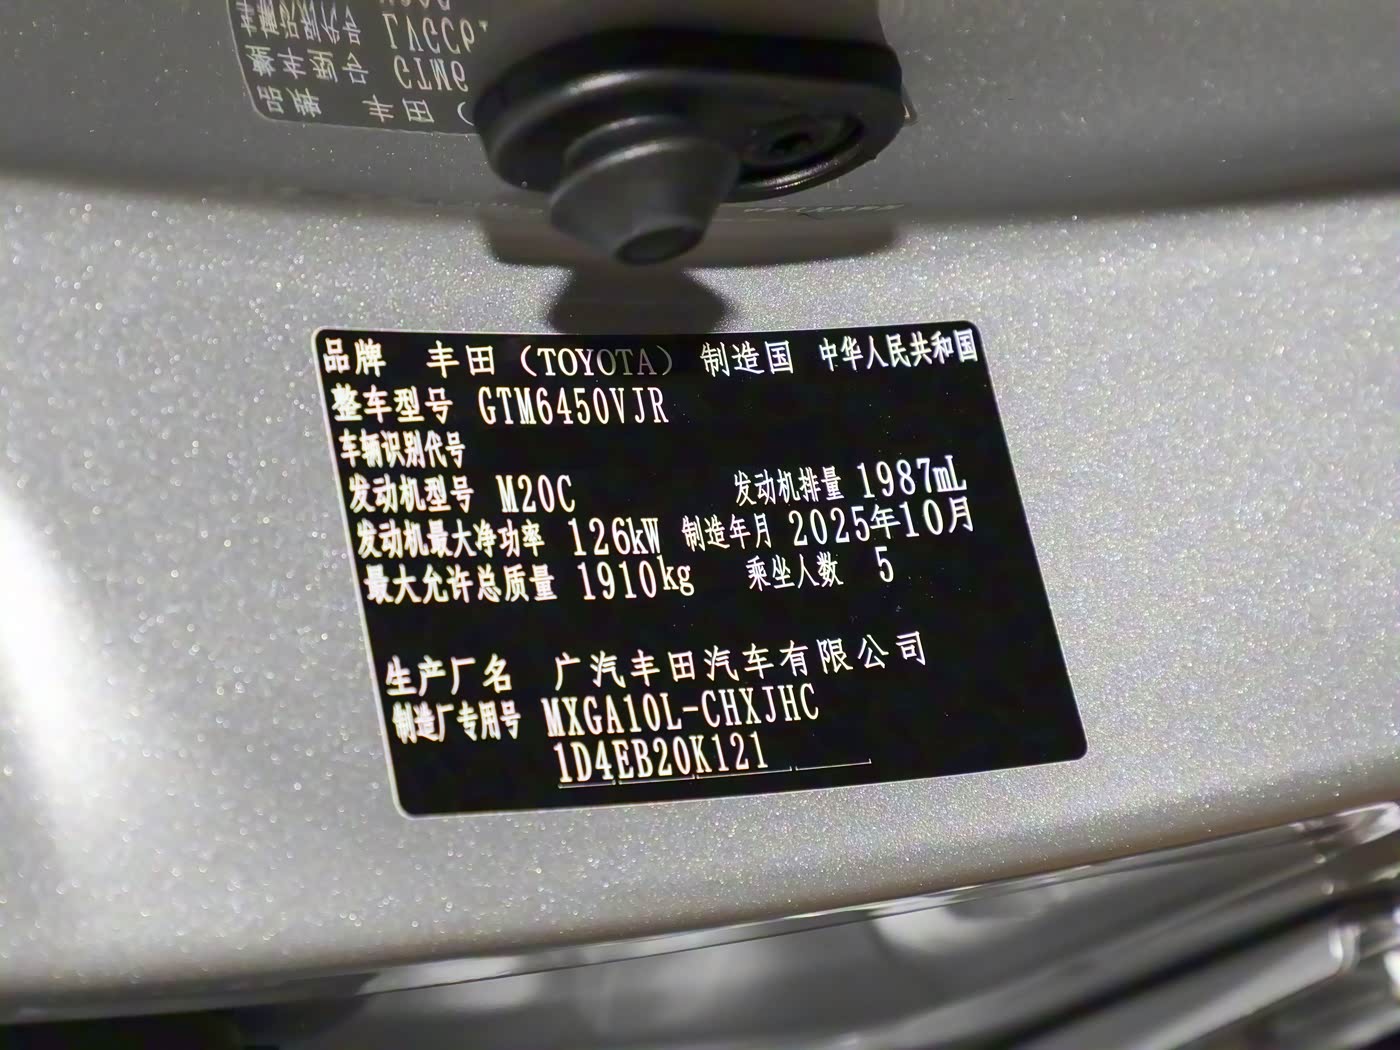 品牌 丰田（TOYOTA） 制造国 中华人民共和国
整车型号 GTM6450VJR
车辆识别代号
发动机型号 M20C 发动机排量 1987mL
发动机最大净功率 126kW 制造年月 2025年10月
最大允许总质量 1910kg 乘坐人数 5
生产厂名 广汽丰田汽车有限公司
制造厂专用号 MXGA10L-CHXJHC
1D4EB20K121